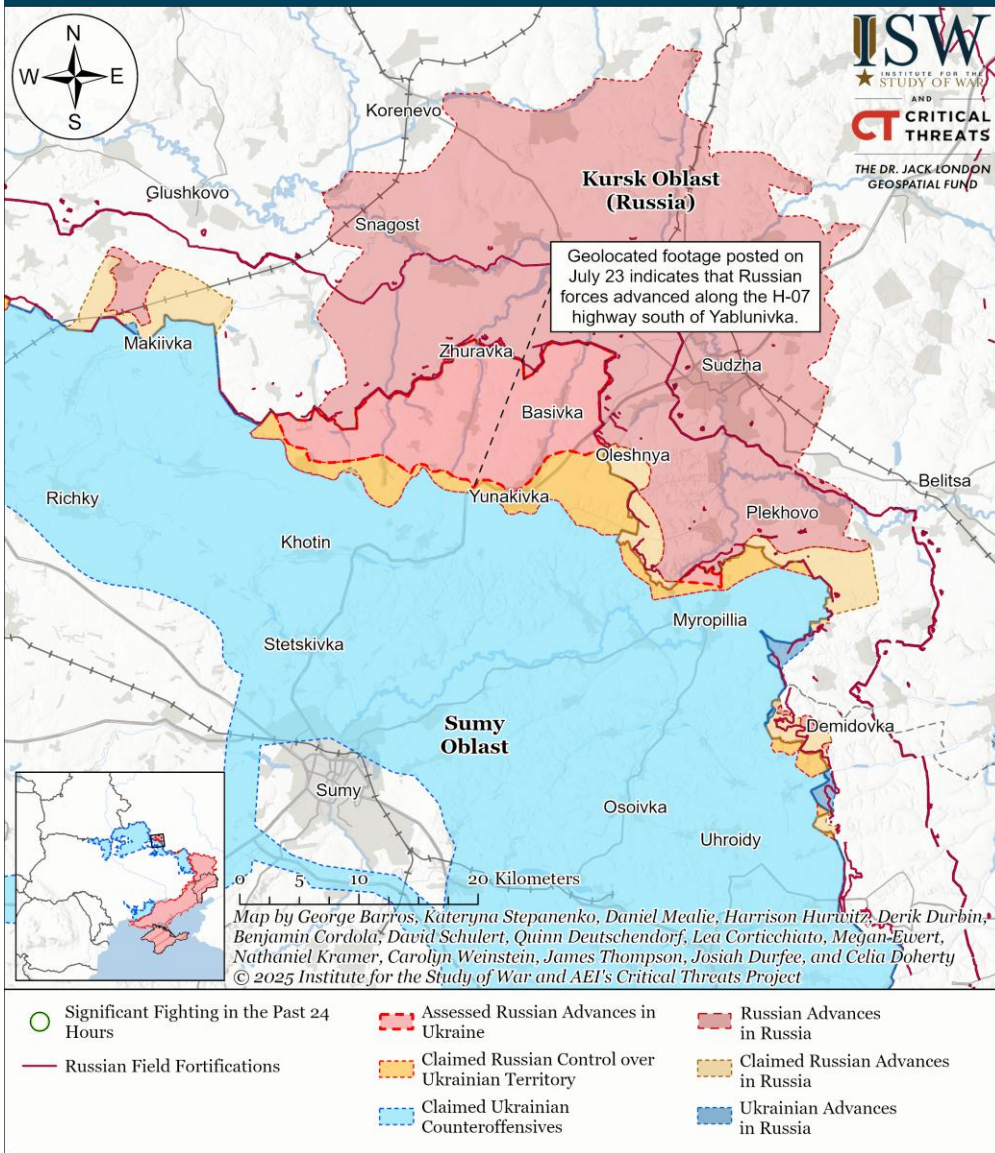 N
W E
S
ISW
INSTITUTE FOR THE
STUDY OF WAR
AND
CT CRITICAL
THREATS
THE DR. JACK LONDON
GEOSPATIAL FUND
Korenevo
Glushkovo
Kursk Oblast
(Russia)
Snagost
Geolocated footage posted on
July 23 indicates that Russian
forces advanced along the H-07
highway south of Yablunivka.
Makiivka
Zhuravka
Sudzha
Basivka
Oleshnya
Belitsa
Richky
Yunakivka
Plekhovo
Khotin
Myropillia
Stetskivka
Sumy
Oblast
Demidovka
Sumy
Osoivka
Uhroidy
0 5 10 20 Kilometers
Map by George Barros, Kateryna Stepanenko, Daniel Mealie, Harrison Hurwitz, Derik Durbin,
Benjamin Cordola, David Schulert, Quinn Deutschendorf, Lea Corticchiato, Megan Ewert,
Nathaniel Kramer, Carolyn Weinstein, James Thompson, Josiah Durfee, and Celia Doherty
© 2025 Institute for the Study of War and AEI's Critical Threats Project
Significant Fighting in the Past 24
Hours
Russian Field Fortifications
Assessed Russian Advances in
Ukraine
Claimed Russian Control over
Ukrainian Territory
Claimed Ukrainian
Counteroffensives
Russian Advances
in Russia
Claimed Russian Advances
in Russia
Ukrainian Advances
in Russia